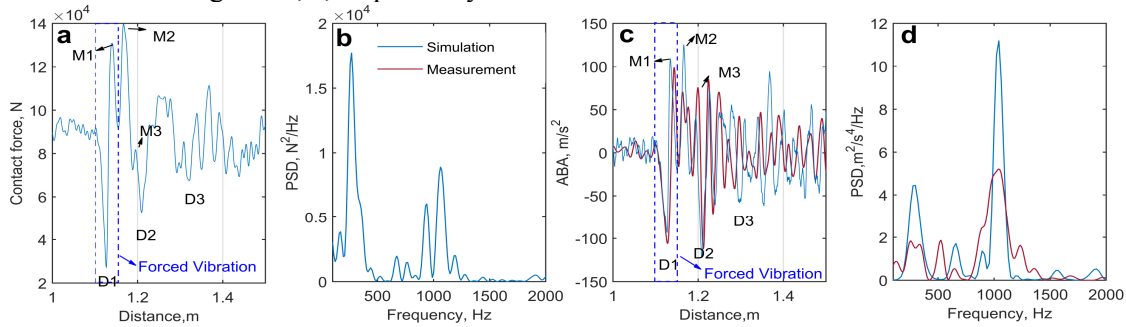 a
×10⁴
14
12
10
8
6
4
2
Contact force, N
M1
M2
M3
D1
D2
D3
Forced Vibration
1
1.2
1.4
Distance,m
b
×10⁴
2
1.5
1
0.5
0
PSD, N²/Hz
Simulation
Measurement
500
1000
1500
2000
Frequency, Hz
c
150
100
50
0
-50
-100
-150
ABA, m/s²
M1
M2
M3
D1
D2
D3
Forced Vibration
1
1.2
1.4
Distance,m
d
12
10
8
6
4
2
0
PSD,m²/s⁴/Hz
500
1000
1500
2000
Frequency, Hz